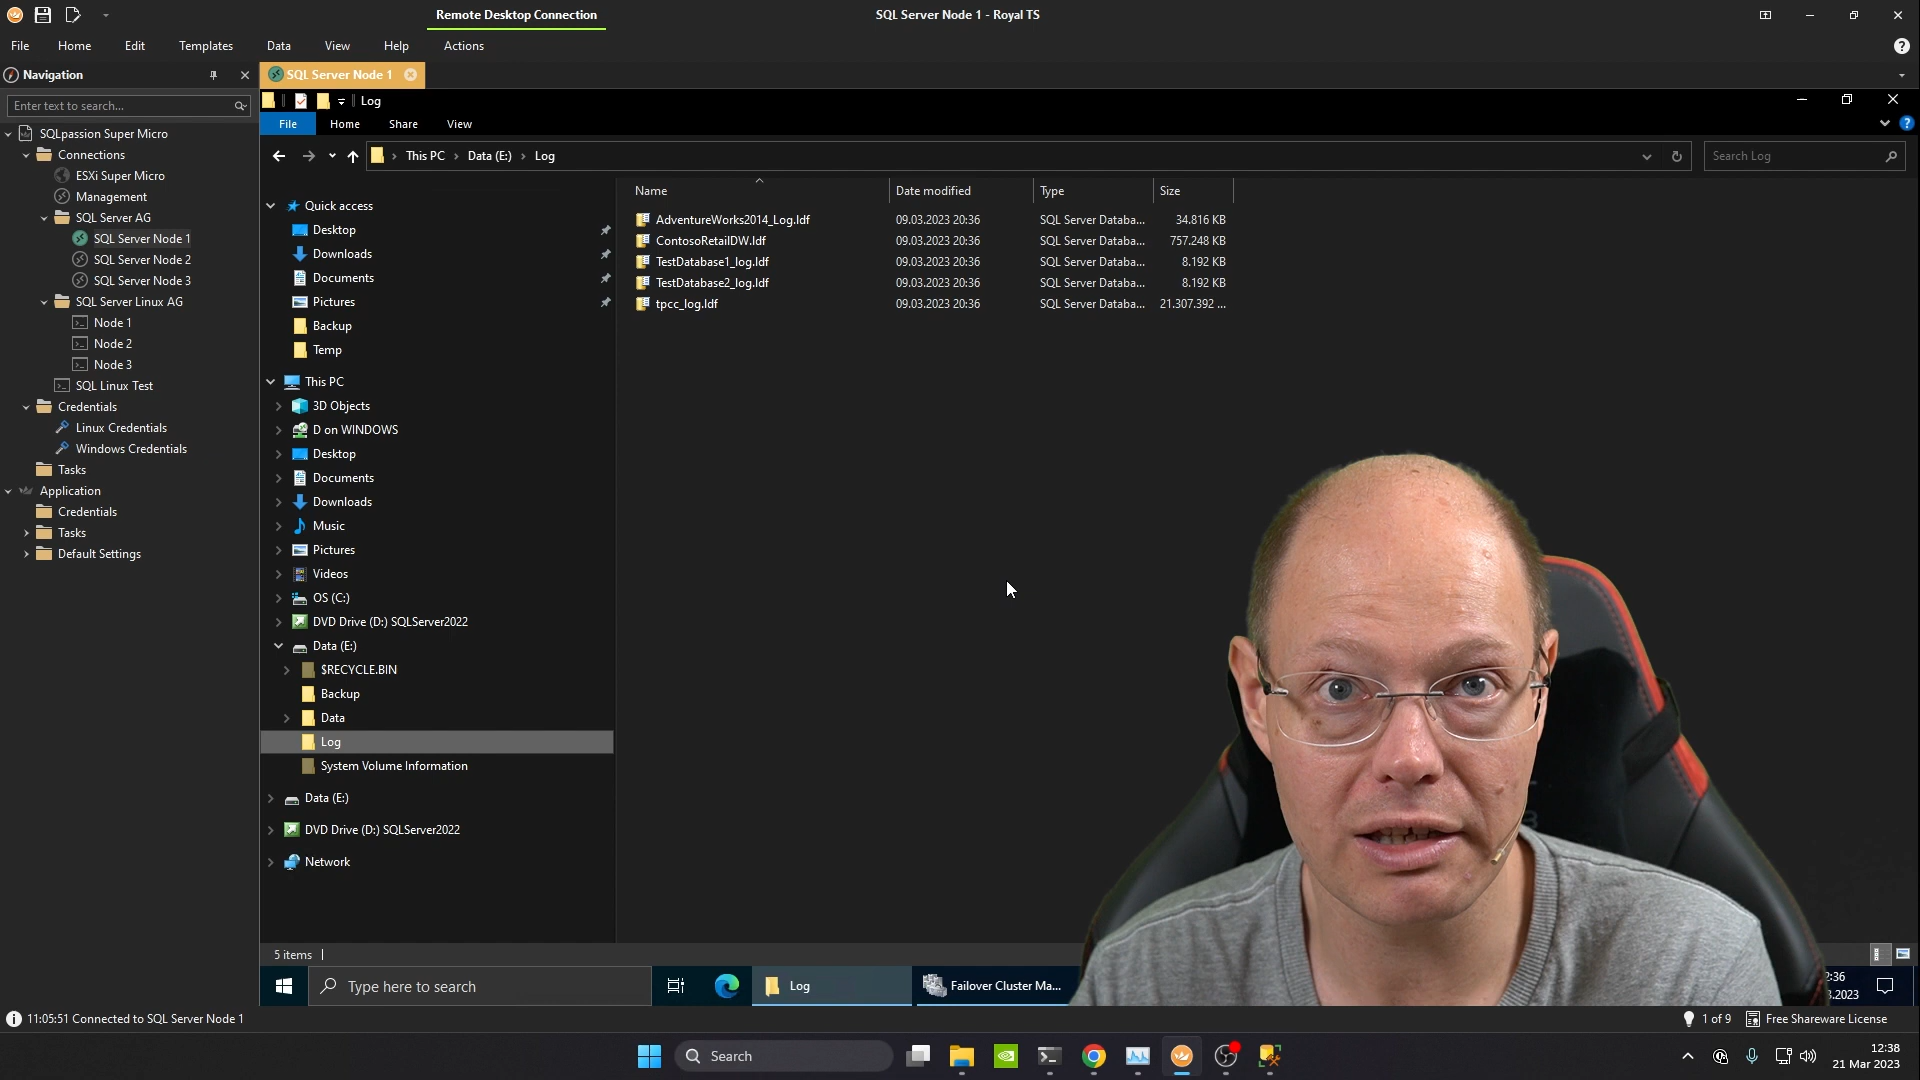 Remote Desktop Connection
SQL Server Node 1 - Royal TS
File Home Edit Templates Data View Help Actions
Navigation
SQL Server Node 1
Enter text to search...
SQLpassion Super Micro
Connections
ESXi Super Micro
Management
SQL Server AG
SQL Server Node 1
SQL Server Node 2
SQL Server Node 3
SQL Server Linux AG
Node 1
Node 2
Node 3
SQL Linux Test
Credentials
Linux Credentials
Windows Credentials
Tasks
Application
Credentials
Tasks
Default Settings
Log
File Home Share View
This PC Data (E:) Log
Search Log
Quick access
Desktop
Downloads
Documents
Pictures
Backup
Temp
This PC
3D Objects
D on WINDOWS
Desktop
Documents
Downloads
Music
Pictures
Videos
OS (C:)
DVD Drive (D:) SQLServer2022
Data (E:)
$RECYCLE.BIN
Backup
Data
Log
System Volume Information
Data (E:)
DVD Drive (D:) SQLServer2022
Network
Name Date modified Type Size
AdventureWorks2014_Log.ldf 09.03.2023 20:36 SQL Server Databa... 34.816 KB
ContosoRetailDW.ldf 09.03.2023 20:36 SQL Server Databa... 757.248 KB
TestDatabase1_log.ldf 09.03.2023 20:36 SQL Server Databa... 8.192 KB
TestDatabase2_log.ldf 09.03.2023 20:36 SQL Server Databa... 8.192 KB
tpcc_log.ldf 09.03.2023 20:36 SQL Server Databa... 21.307.392 ...
5 items
Type here to search
Log
Failover Cluster Ma...
2:36
3.2023
11:05:51 Connected to SQL Server Node 1
1 of 9
Free Shareware License
Search
12:38
21 Mar 2023